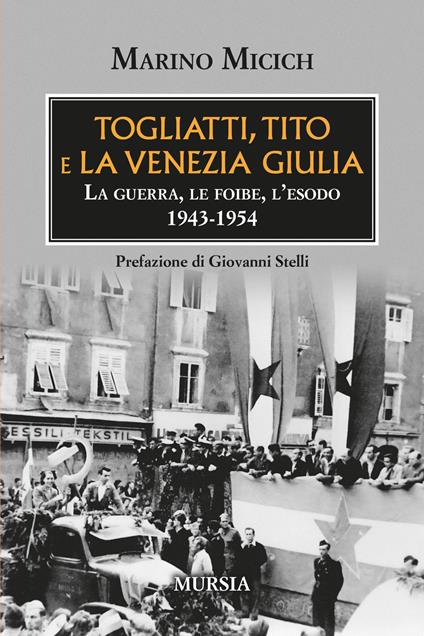 MARINO MICICH
TOGLIATTI, TITO
E LA VENEZIA GIULIA
LA GUERRA, LE FOIBE, L'ESODO
1943-1954
Prefazione di Giovanni Stelli
ESSILI-TEKSTIL
MURSIA